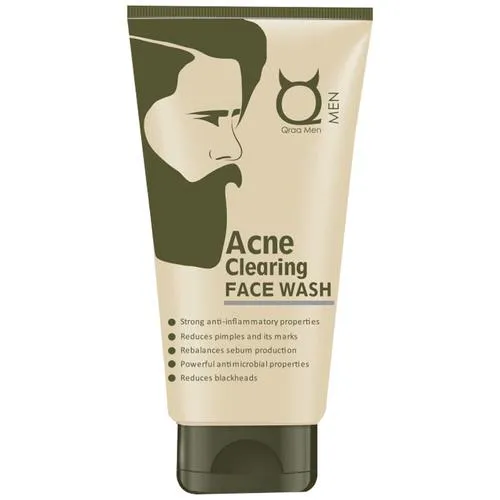 Q
MEN
Qraa Men
Acne
Clearing
FACE WASH
Strong anti-inflammatory properties
Reduces pimples and its marks
Rebalances sebum production
Powerful antimicrobial properties
Reduces blackheads